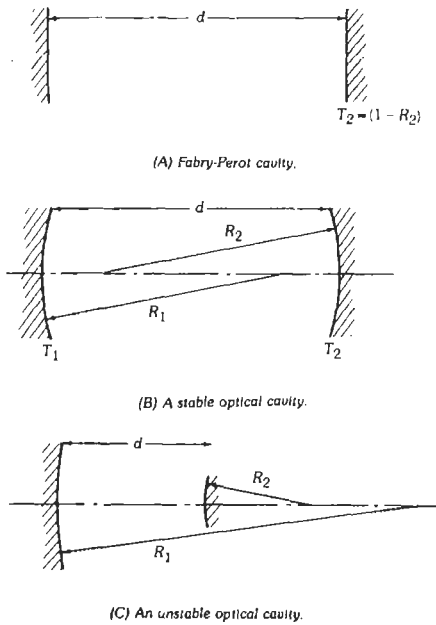 d
T2 = (1 - R2)
(A) Fabry-Perot cavity.
d
R2
R1
T1
T2
(B) A stable optical cavity.
d
R2
R1
(C) An unstable optical cavity.